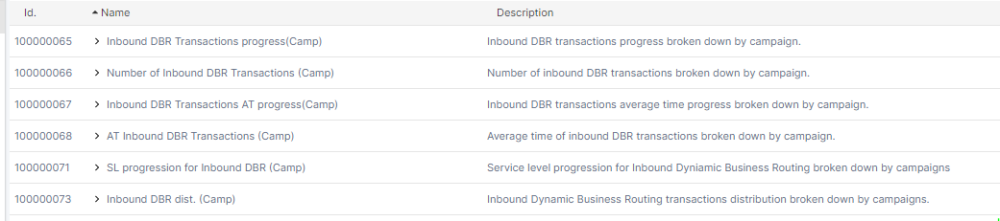 Id. Name Description
100000065 Inbound DBR Transactions progress(Camp) Inbound DBR transactions progress broken down by campaign.
100000066 Number of Inbound DBR Transactions (Camp) Number of inbound DBR transactions broken down by campaign.
100000067 Inbound DBR Transactions AT progress(Camp) Inbound DBR transactions average time progress broken down by campaign.
100000068 AT Inbound DBR Transactions (Camp) Average time of inbound DBR transactions broken down by campaign.
100000071 SL progression for Inbound DBR (Camp) Service level progression for Inbound Dyniamic Business Routing broken down by campaigns
100000073 Inbound DBR dist. (Camp) Inbound Dynamic Business Routing transactions distribution broken down by campaigns.